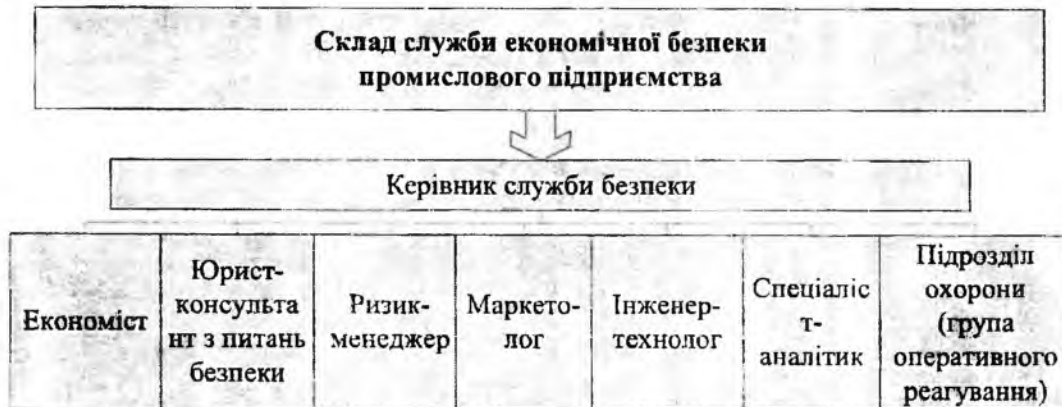 Склад служби економічної безпеки
промислового підприємства
Керівник служби безпеки
Економіст
Юрист-
консульта
нт з питань
безпеки
Ризик-
менеджер
Маркето-
лог
Інженер-
технолог
Спеціаліс
т-
аналітик
Підрозділ
охорони
(група
оперативного
реагування)